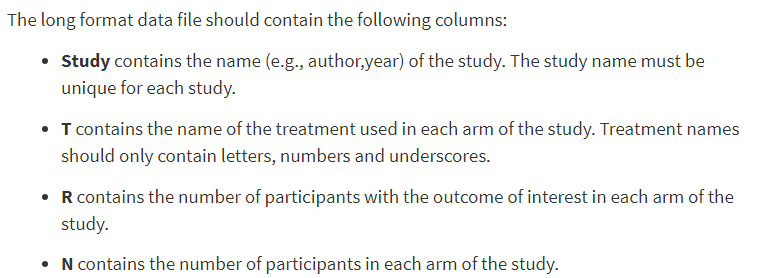 The long format data file should contain the following columns:
• Study contains the name (e.g., author,year) of the study. The study name must be
unique for each study.
• T contains the name of the treatment used in each arm of the study. Treatment names
should only contain letters, numbers and underscores.
• R contains the number of participants with the outcome of interest in each arm of the
study.
• N contains the number of participants in each arm of the study.